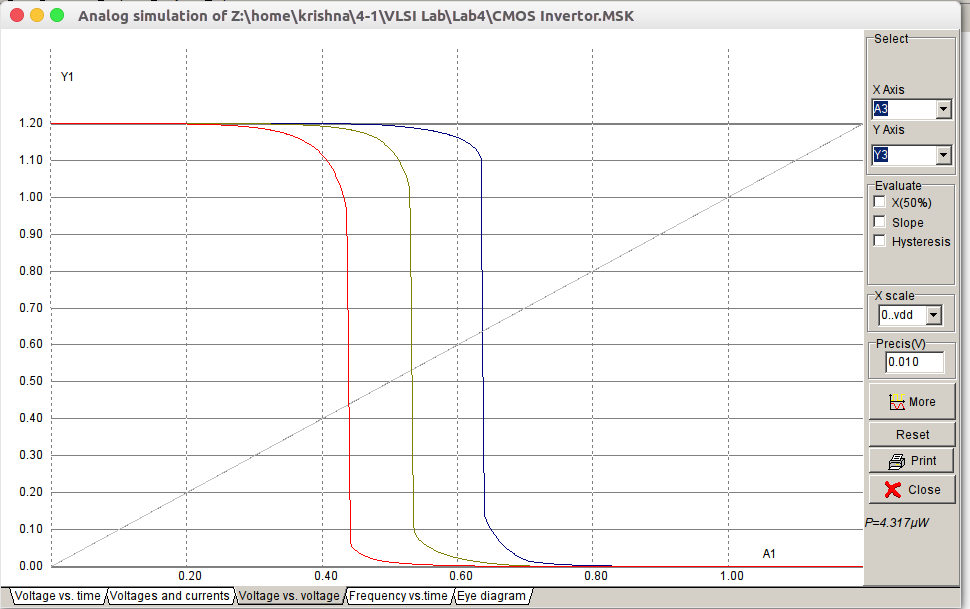 Analog simulation of Z:\home\krishna\4-1\VLSI Lab\Lab4\CMOS Invertor.MSK
Y1
1.20
1.10
1.00
0.90
0.80
0.70
0.60
0.50
0.40
0.30
0.20
0.10
0.00
0.20
0.40
0.60
0.80
1.00
A1
Select
X Axis
A3
Y Axis
Y3
Evaluate
X(50%)
Slope
Hysteresis
X scale
0..vdd
Precis(V)
0.010
More
Reset
Print
Close
P=4.317µW
Voltage vs. time
Voltages and currents
Voltage vs. voltage
Frequency vs.time
Eye diagram